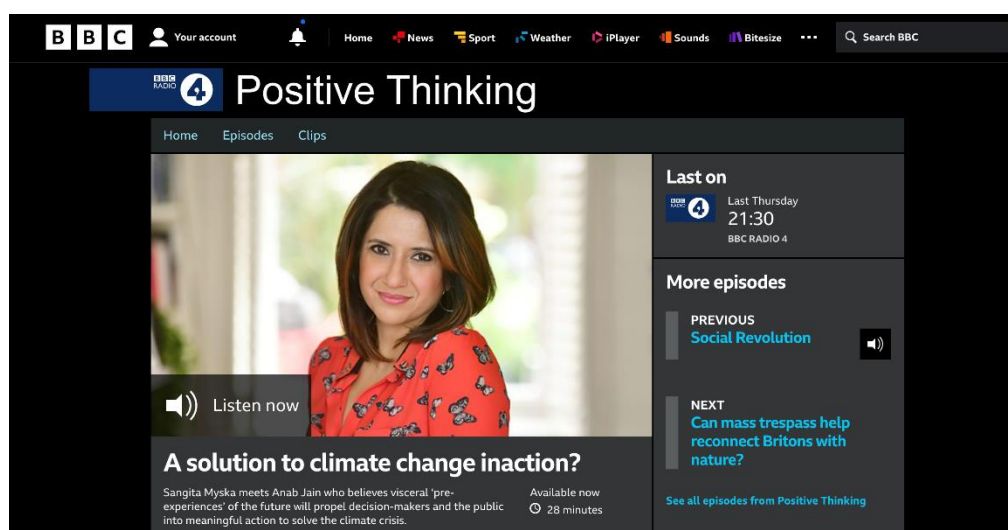 BBC Your account Home News Sport Weather iPlayer Sounds Bitesize ... Search BBC
BBC RADIO 4 Positive Thinking
Home Episodes Clips
Listen now
A solution to climate change inaction?
Sangita Myska meets Anab Jain who believes visceral 'pre-
experiences' of the future will propel decision-makers and the public
into meaningful action to solve the climate crisis.
Available now
28 minutes
Last on
BBC RADIO 4
Last Thursday
21:30
BBC RADIO 4
More episodes
PREVIOUS
Social Revolution
NEXT
Can mass trespass help
reconnect Britons with
nature?
See all episodes from Positive Thinking